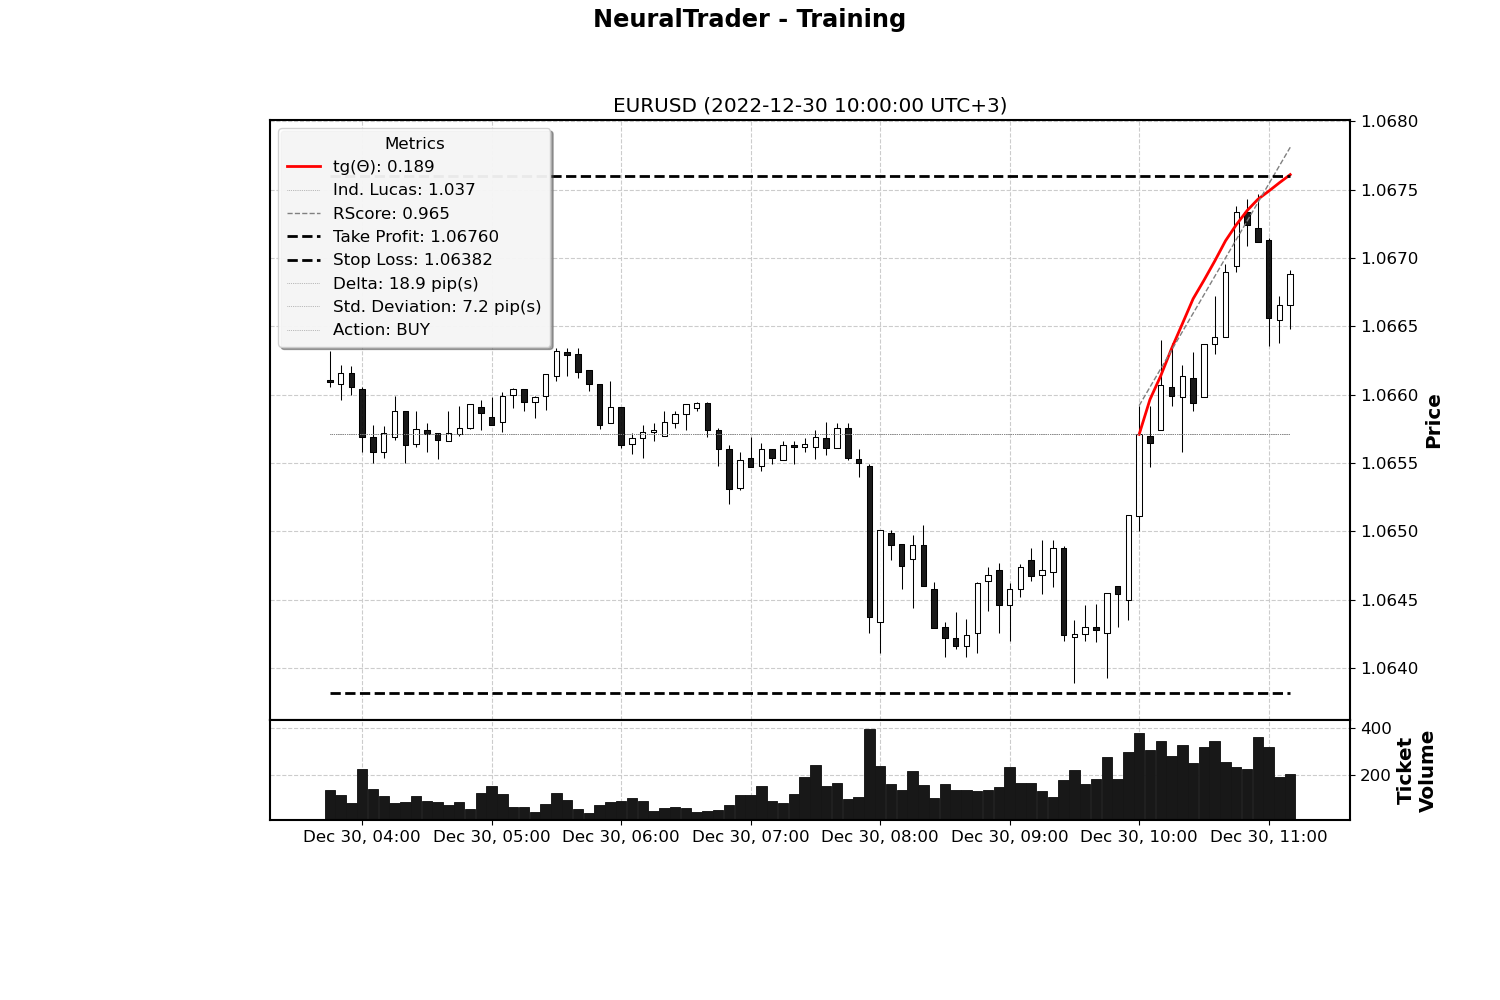 NeuralTrader - Training
EURUSD (2022-12-30 10:00:00 UTC+3)
Metrics
tg(Θ): 0.189
Ind. Lucas: 1.037
RScore: 0.965
Take Profit: 1.06760
Stop Loss: 1.06382
Delta: 18.9 pip(s)
Std. Deviation: 7.2 pip(s)
Action: BUY
1.0680
1.0675
1.0670
1.0665
1.0660
1.0655
1.0650
1.0645
1.0640
Price
400
200
Ticket
Volume
Dec 30, 04:00 Dec 30, 05:00 Dec 30, 06:00 Dec 30, 07:00 Dec 30, 08:00 Dec 30, 09:00 Dec 30, 10:00 Dec 30, 11:00